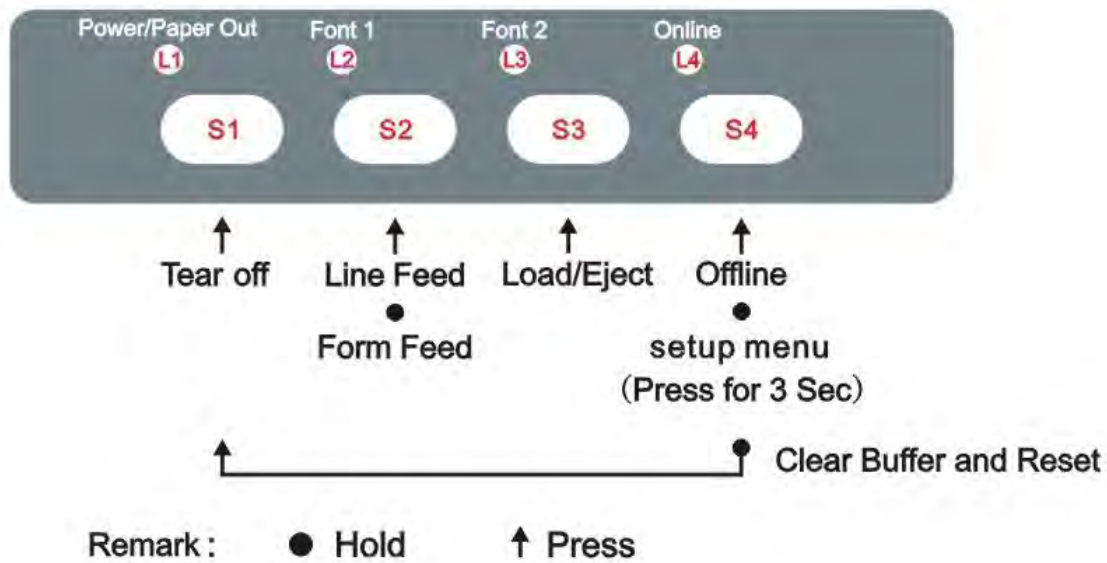 Power/Paper Out Font 1 Font 2 Online
L1 L2 L3 L4
S1 S2 S3 S4
Tear off Line Feed Load/Eject Offline
Form Feed setup menu
(Press for 3 Sec)
Clear Buffer and Reset
Remark : Hold Press